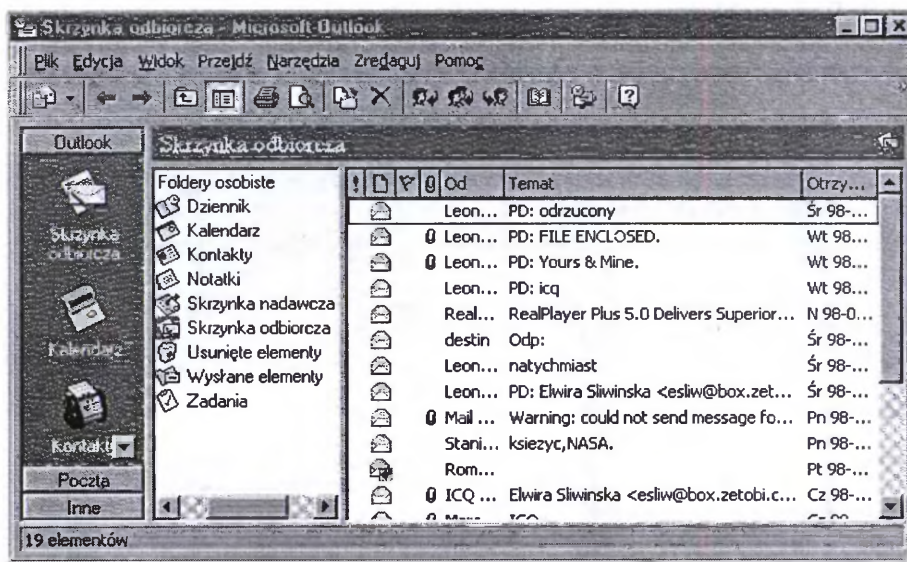 Skrzynka odbiorcza - Microsoft Outlook
Plik Edycja Widok Przejdź Narzędzia Zredaguj Pomoc
Outlook
Skrzynka odbiorcza
Kalendarz
Kontakty
Poczta
Inne
Skrzynka odbiorcza
Foldery osobiste
Dziennik
Kalendarz
Kontakty
Notatki
Skrzynka nadawcza
Skrzynka odbiorcza
Usunięte elementy
Wysłane elementy
Zadania
! Od Temat Otrzy...
Leon... PD: odrzucony Śr 98-...
Leon... PD: FILE ENCLOSED. Wt 98...
Leon... PD: Yours & Mine. Wt 98...
Leon... PD: icq Wt 98...
Real... RealPlayer Plus 5.0 Delivers Superior... N 98-0...
destin Odp: Śr 98-...
Leon... natychmiast Śr 98-...
Leon... PD: Elwira Sliwinska <esliw@box.zet... Śr 98-...
Mail ... Warning: could not send message fo... Pn 98-...
Stani... ksiezyc,NASA. Pn 98-...
Rom... Pt 98-...
ICQ ... Elwira Sliwinska <esliw@box.zetobi.c... Cz 98-...
ICQ
19 elementów